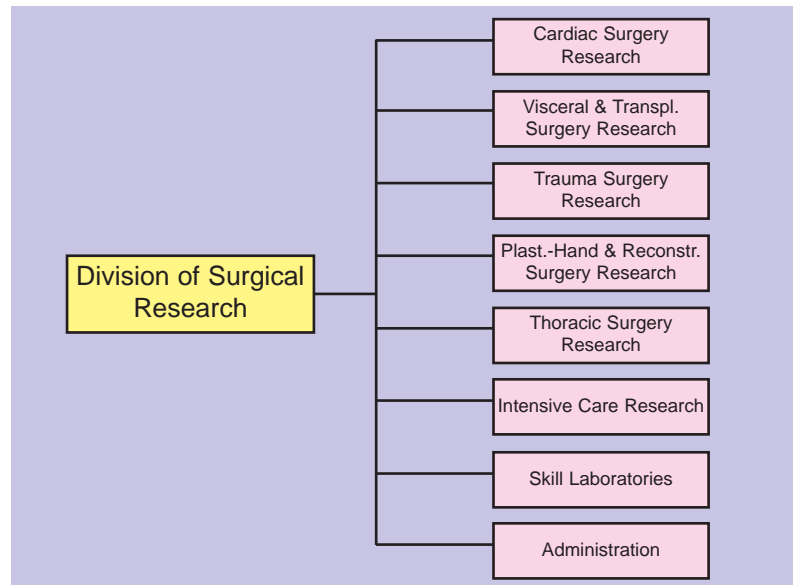 Cardiac Surgery
Research
Visceral & Transpl.
Surgery Research
Trauma Surgery
Research
Plast.-Hand & Reconstr.
Surgery Research
Division of Surgical
Research
Thoracic Surgery
Research
Intensive Care Research
Skill Laboratories
Administration